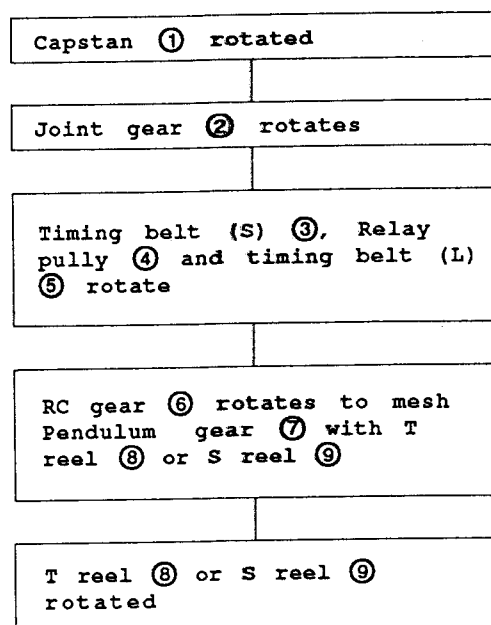 Capstan ① rotated
Joint gear ② rotates
Timing belt (S) ③, Relay
pully ④ and timing belt (L)
⑤ rotate
RC gear ⑥ rotates to mesh
Pendulum gear ⑦ with T
reel ⑧ or S reel ⑨
T reel ⑧ or S reel ⑨
rotated